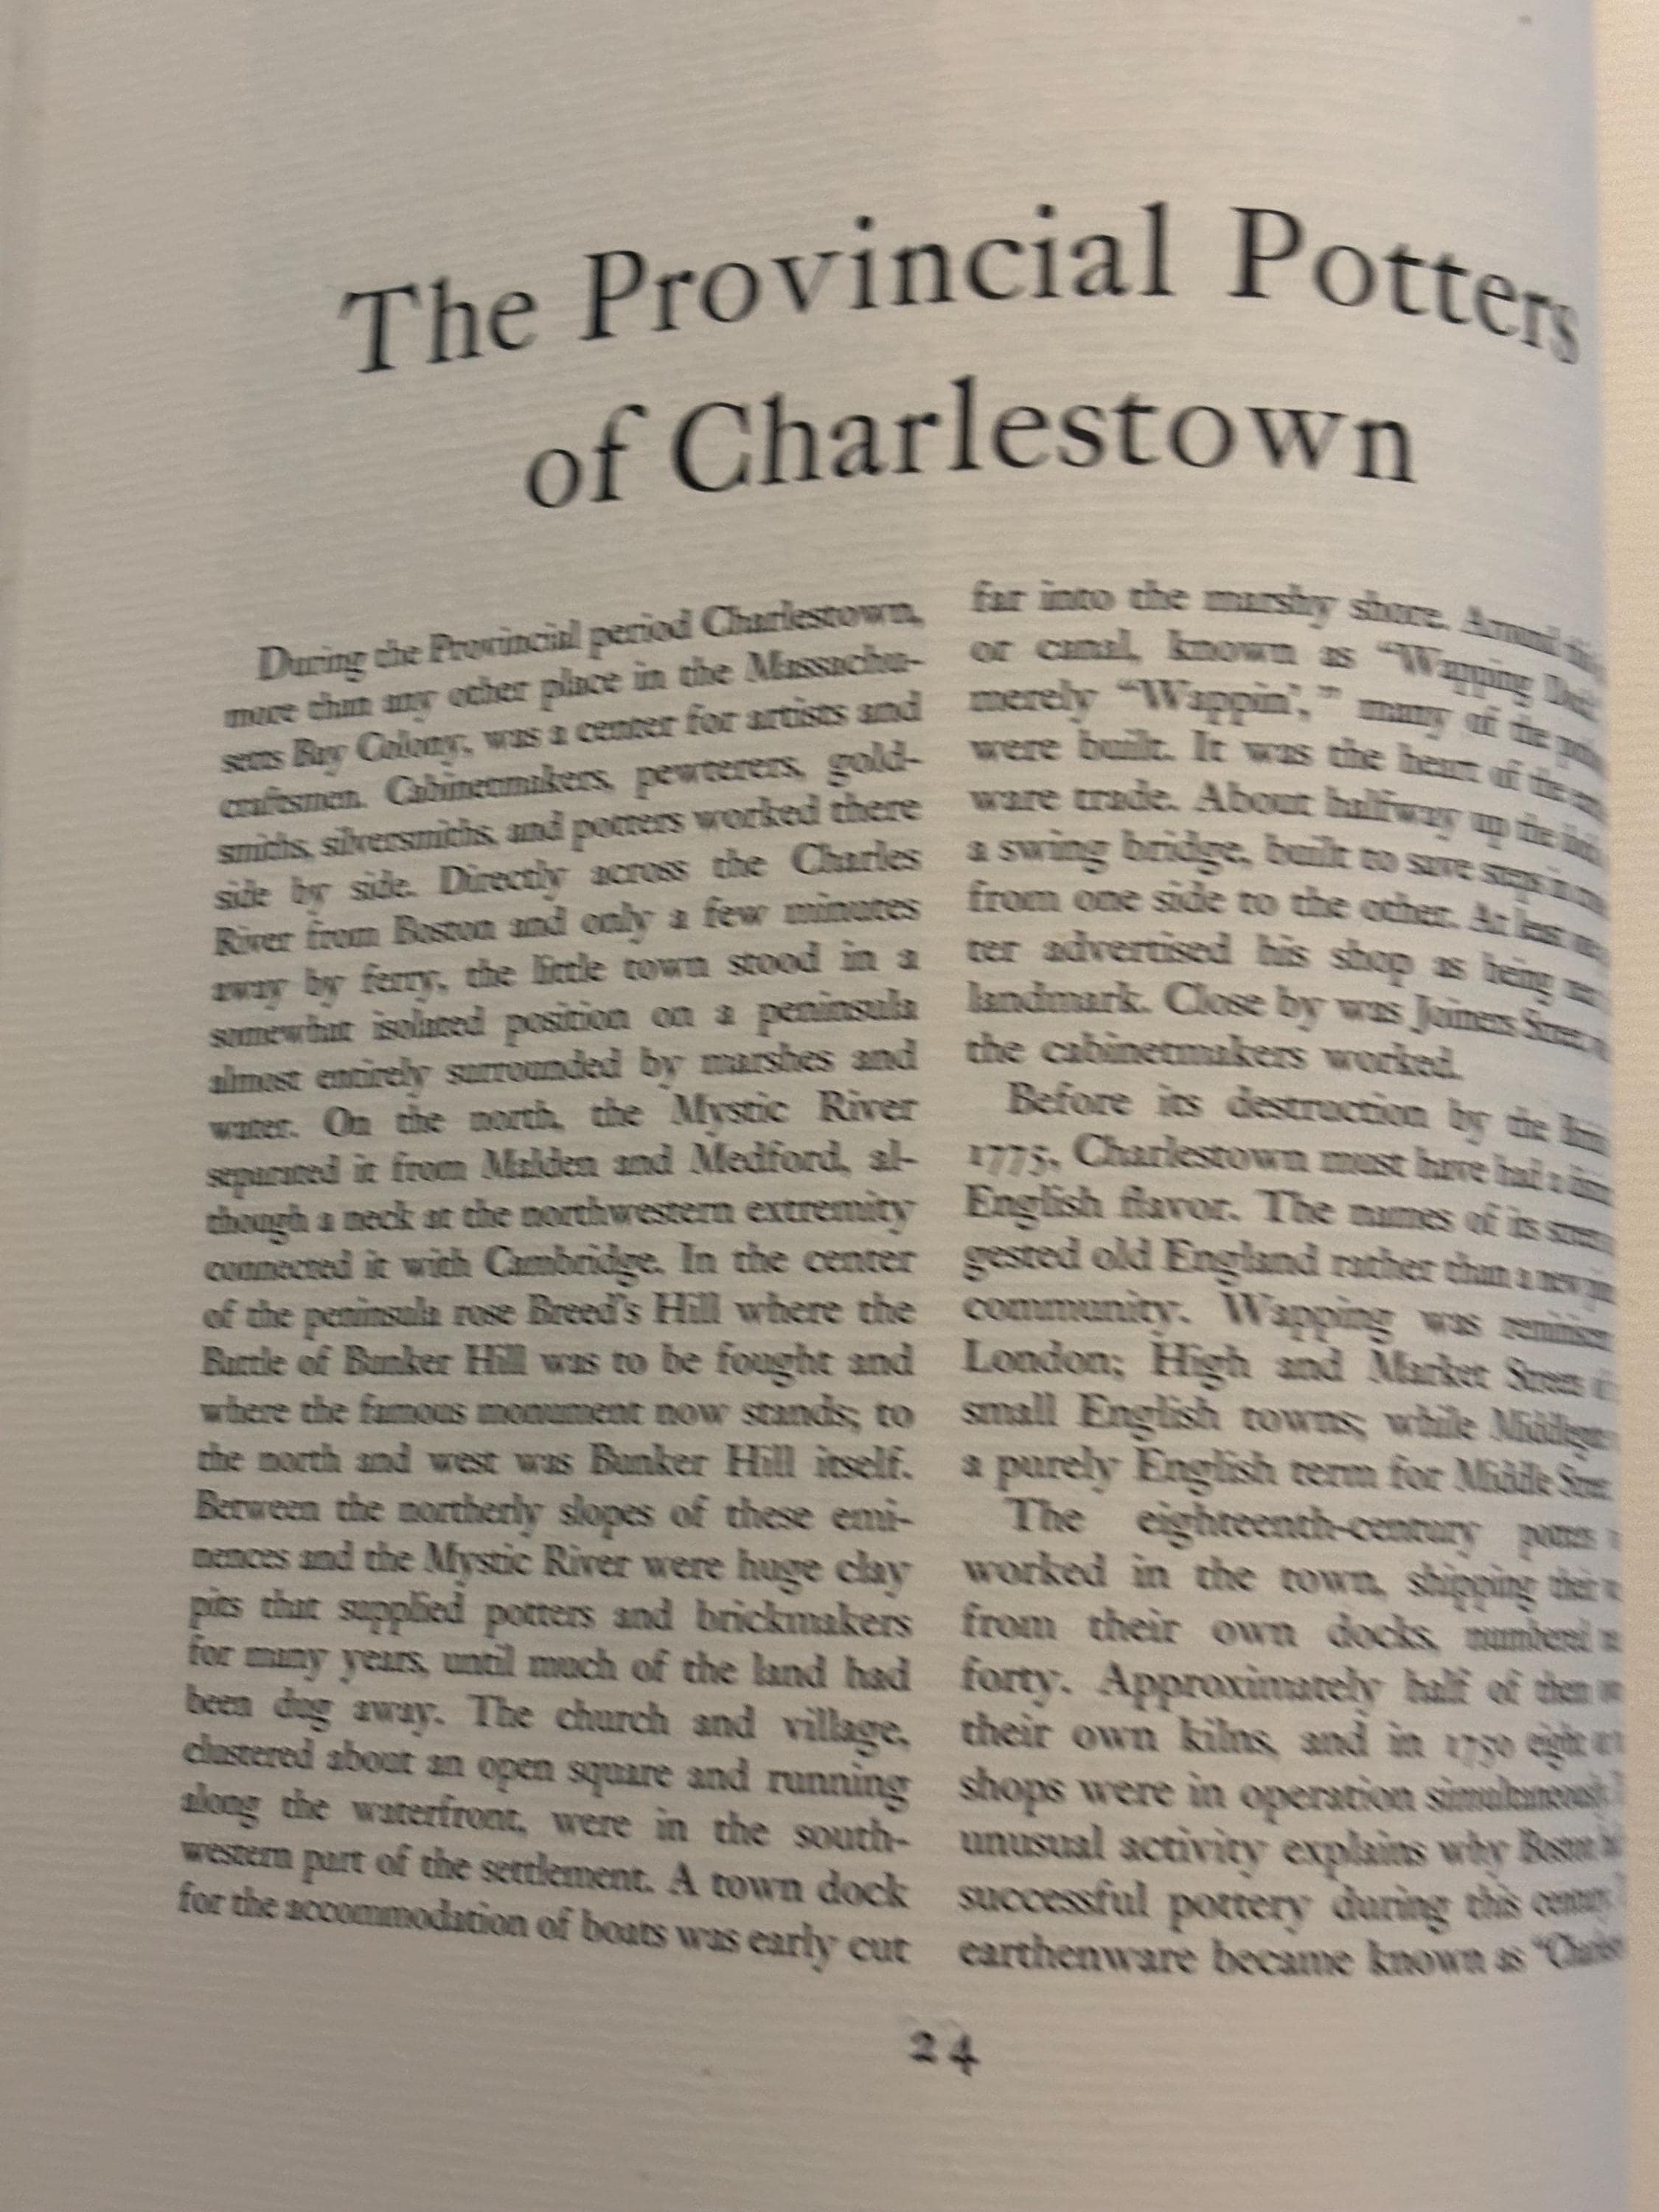 The Provincial Potters
of Charlestown
During the Provincial period Charlestown,
more than any other place in the Massachu-
setts Bay Colony, was a center for artists and
craftsmen. Cabinetmakers, pewterers, gold-
smiths, silversmiths, and potters worked there
side by side. Directly across the Charles
River from Boston and only a few minutes
away by ferry, the little town stood in a
somewhat isolated position on a peninsula
almost entirely surrounded by marshes and
water. On the north, the Mystic River
separated it from Malden and Medford, al-
though a neck at the northwestern extremity
connected it with Cambridge. In the center
of the peninsula rose Breed's Hill where the
Battle of Bunker Hill was to be fought and
where the famous monument now stands; to
the north and west was Bunker Hill itself.
Between the northerly slopes of these emi-
nences and the Mystic River were huge clay
pits that supplied potters and brickmakers
for many years, until much of the land had
been dug away. The church and village,
clustered about an open square and running
along the waterfront, were in the south-
western part of the settlement. A town dock
for the accommodation of boats was early cut
far into the marshy shore. Around
or canal, known as "Wapping
merely "Wappin'," many of the
were built. It was the heart of the
ware trade. About halfway up the
a swing bridge, built to save steps in
from one side to the other. At least
ter advertised his shop as being
landmark. Close by was Joiners Street
the cabinetmakers worked.
Before its destruction by the
1775, Charlestown must have had a
English flavor. The names of its
gested old England rather than a new
community. Wapping was
London; High and Market Streets
small English towns; while
a purely English term for Middle
The eighteenth-century
worked in the town, shipping their
from their own docks, numbered
forty. Approximately half of them
their own kilns, and in 1750 eight
shops were in operation simultaneously.
unusual activity explains why Boston
successful pottery during this century.
earthenware became known as
24